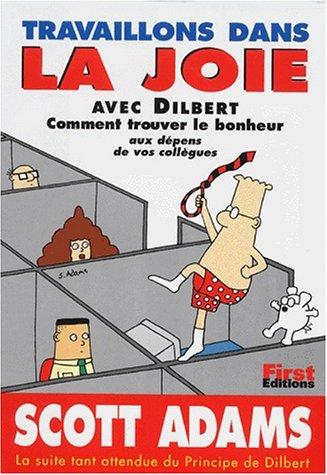 TRAVAILLONS DANS
LA JOIE
AVEC DILBERT
Comment trouver le bonheur
aux dépens
de vos collègues
S. Adams
First
Editions
SCOTT ADAMS
La suite tant attendue du Principe de Dilbert